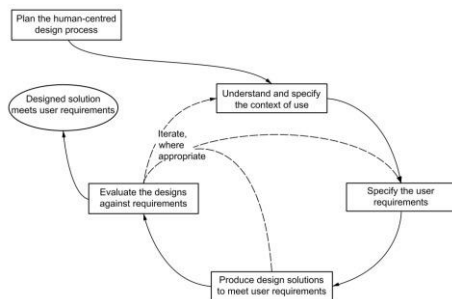 Plan the human-centred
design process
Understand and specify
the context of use
Designed solution
meets user requirements
Iterate,
where
appropriate
Evaluate the designs
against requirements
Specify the user
requirements
Produce design solutions
to meet user requirements